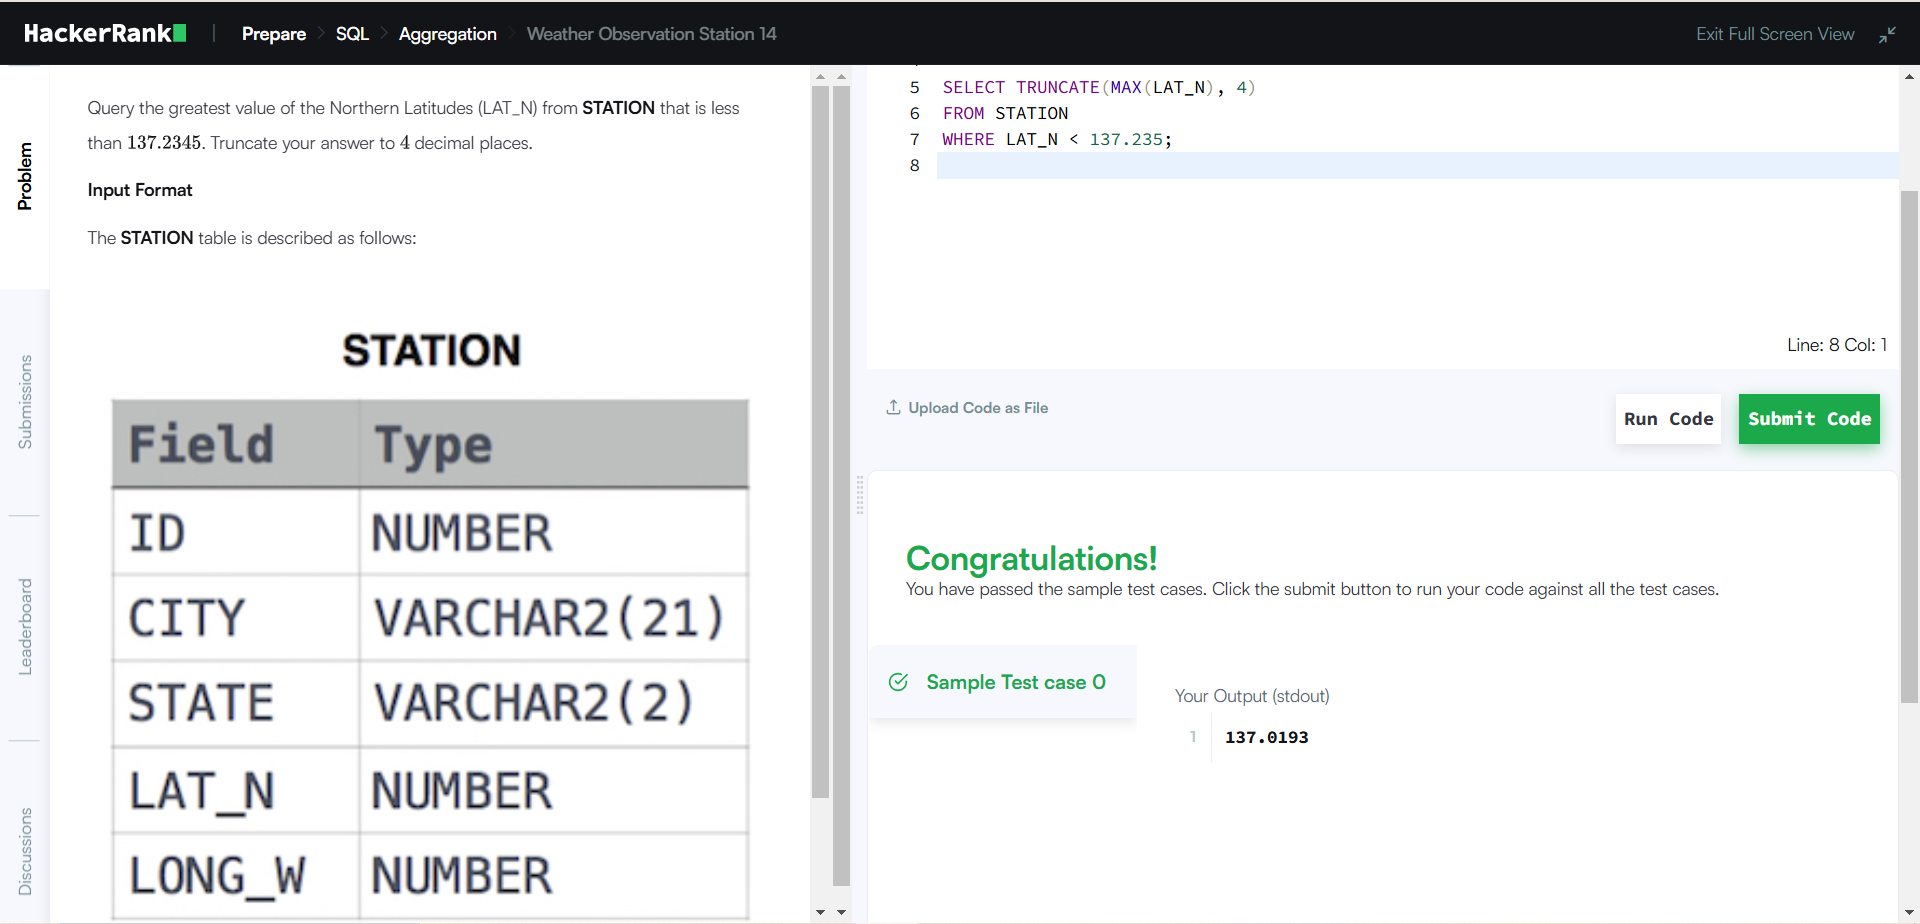 HackerRank | Prepare > SQL > Aggregation > Weather Observation Station 14
Exit Full Screen View
Problem
Submissions
Leaderboard
Discussions
Query the greatest value of the Northern Latitudes (LAT_N) from STATION that is less
than 137.2345. Truncate your answer to 4 decimal places.
Input Format
The STATION table is described as follows:
STATION
Field Type
ID NUMBER
CITY VARCHAR2(21)
STATE VARCHAR2(2)
LAT_N NUMBER
LONG_W NUMBER
5 SELECT TRUNCATE(MAX(LAT_N), 4)
6 FROM STATION
7 WHERE LAT_N < 137.235;
8
Line: 8 Col: 1
Upload Code as File
Run Code
Submit Code
Congratulations!
You have passed the sample test cases. Click the submit button to run your code against all the test cases.
Sample Test case 0
Your Output (stdout)
1 137.0193